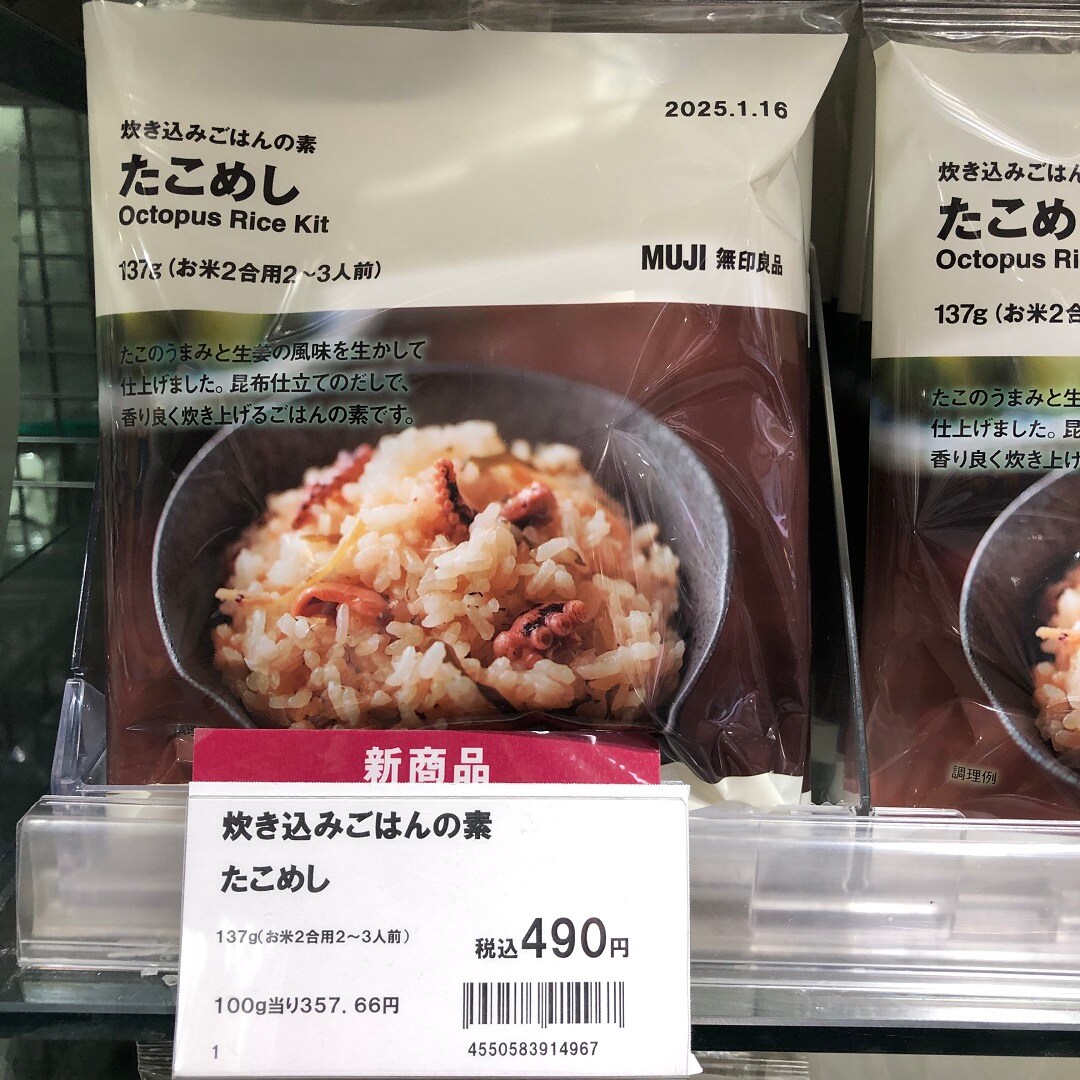 2025.1.16
炊き込みごはんの素
たこめし
Octopus Rice Kit
137g(お米2合用2〜3人前)
MUJI 無印良品
たこのうまみと生姜の風味を生かして
仕上げました。昆布仕立てのだしで、
香り良く炊き上げるごはんの素です。
炊き込みごはん
たこめ
Octopus Ri
137g(お米2合
たこのうまみと生
仕上げました。昆
香り良く炊き上げ
調理例
新商品
炊き込みごはんの素
たこめし
137g(お米2合用2〜3人前)
税込490円
100g当り357.66円
4550583914967
1